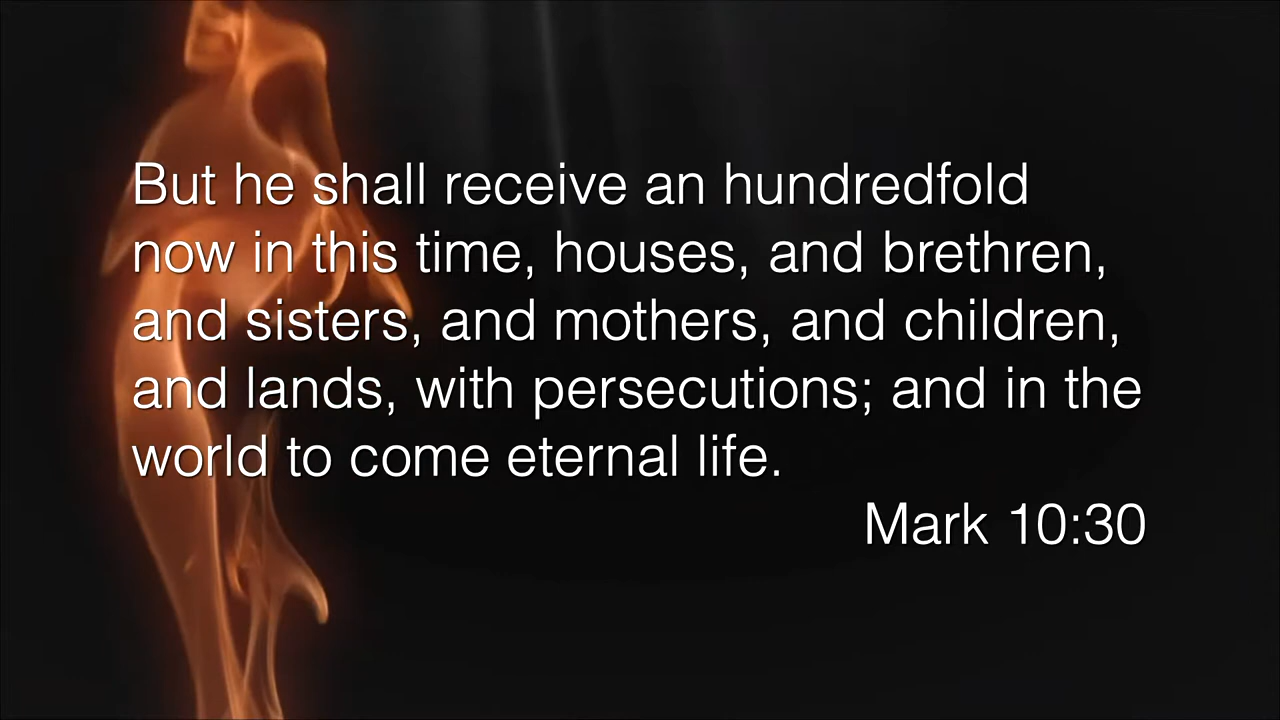 But he shall receive an hundredfold
now in this time, houses, and brethren,
and sisters, and mothers, and children,
and lands, with persecutions; and in the
world to come eternal life.
Mark 10:30